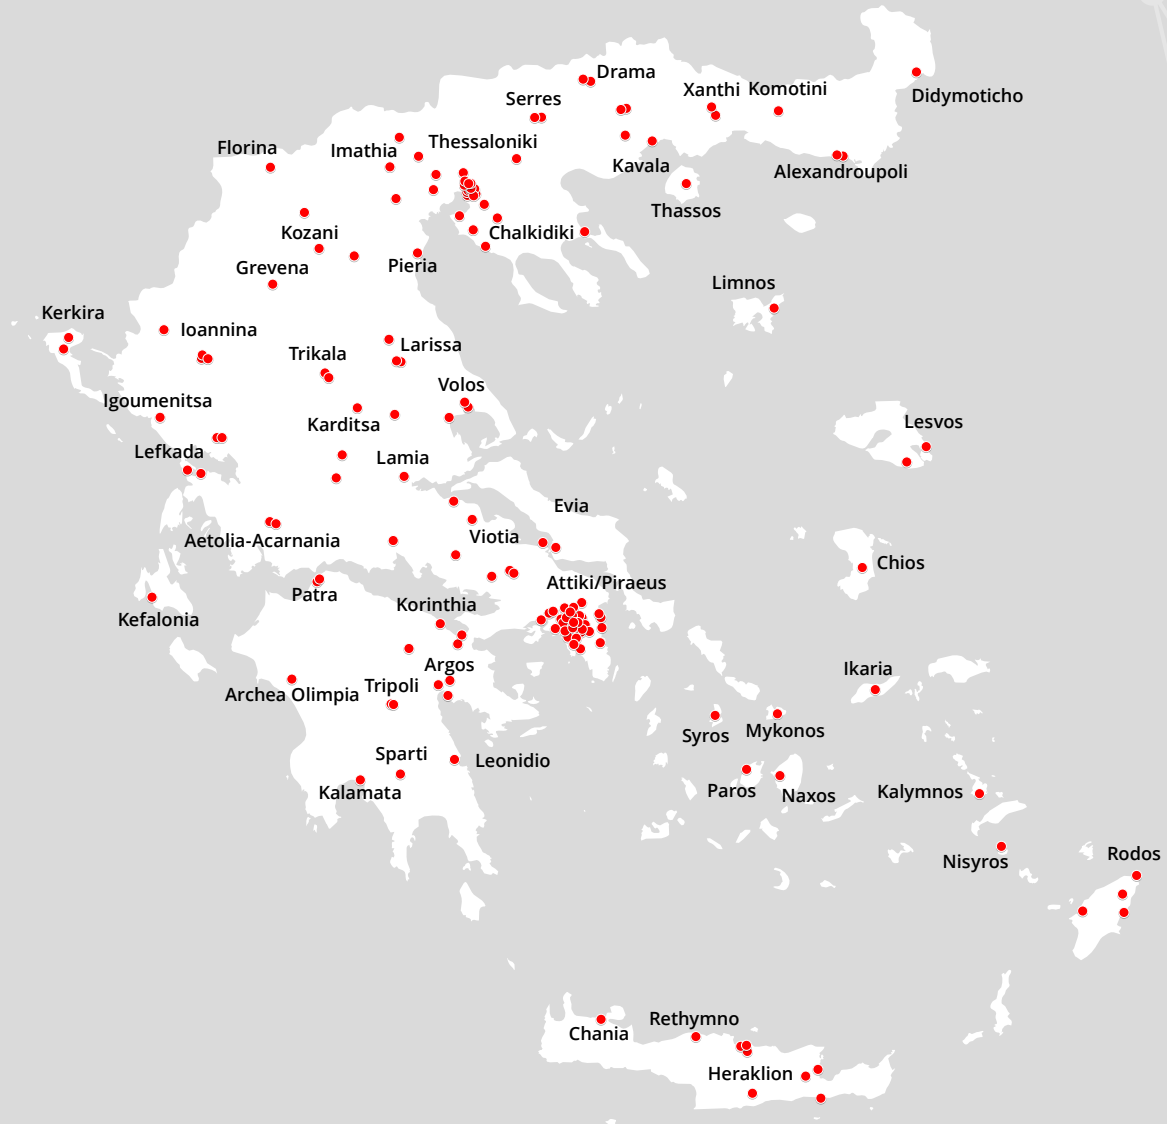 Drama
Xanthi
Komotini
Didymoticho
Serres
Thessaloniki
Florina
Imathia
Kavala
Alexandroupoli
Thassos
Kozani
Chalkidiki
Grevena
Pieria
Limnos
Kerkira
Ioannina
Trikala
Larissa
Volos
Igoumenitsa
Karditsa
Lesvos
Lefkada
Lamia
Evia
Aetolia-Acarnania
Viotia
Chios
Attiki/Piraeus
Patra
Korinthia
Kefalonia
Argos
Ikaria
Archea Olimpia
Tripoli
Syros
Mykonos
Sparti
Leonidio
Kalamata
Paros
Naxos
Kalymnos
Nisyros
Rodos
Rethymno
Chania
Heraklion